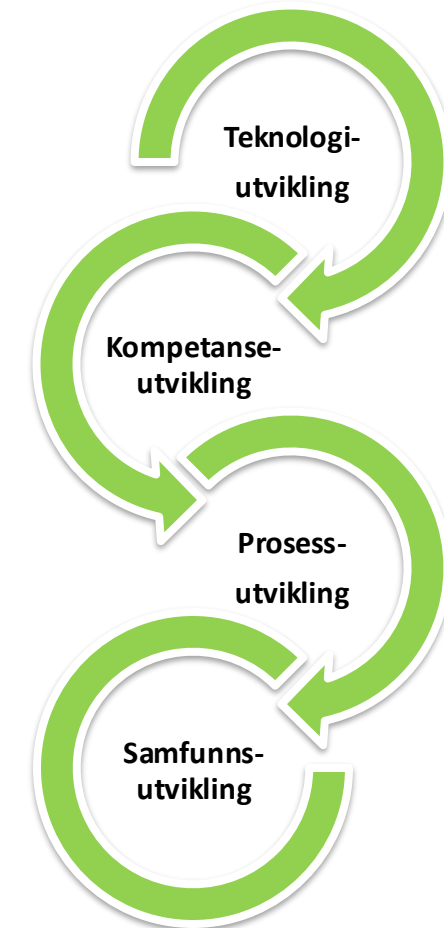 Teknologi-
utvikling
Kompetanse-
utvikling
Prosess-
utvikling
Samfunns-
utvikling